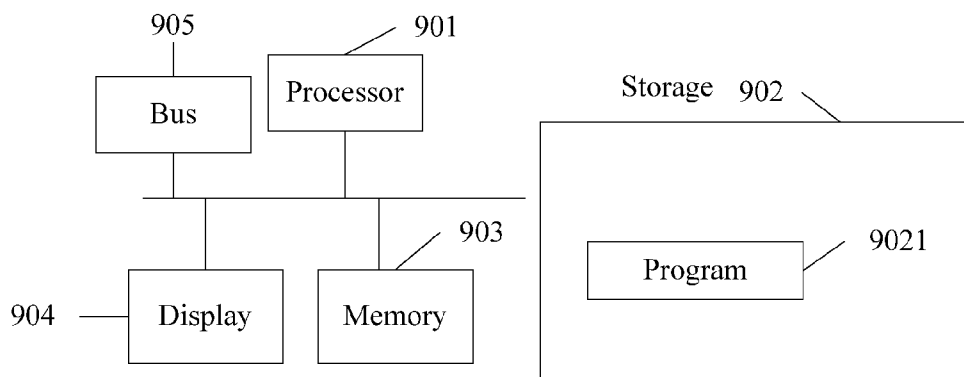 905
901
Bus
Processor
Storage 902
903
9021
Program
904
Display
Memory